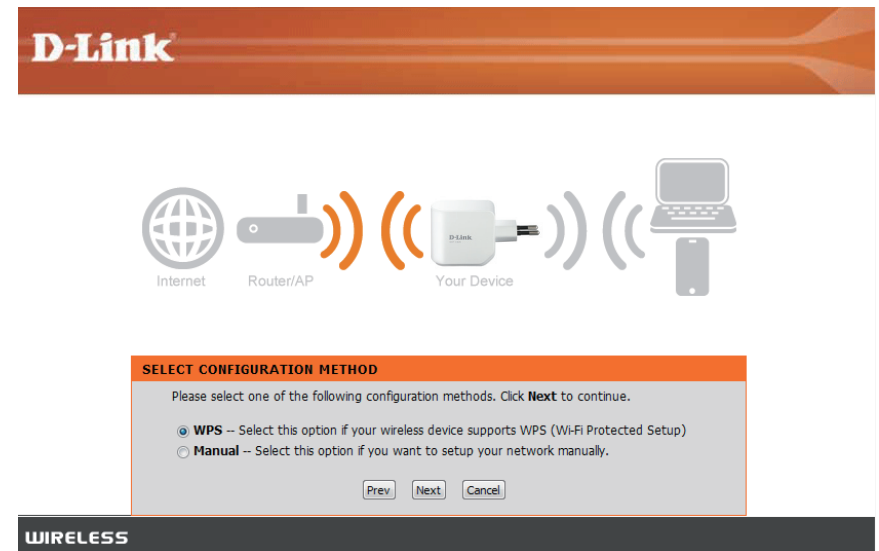 D-Link
D-Link
Internet
Router/AP
Your Device
SELECT CONFIGURATION METHOD
Please select one of the following configuration methods. Click Next to continue.
WPS -- Select this option if your wireless device supports WPS (Wi-Fi Protected Setup)
Manual -- Select this option if you want to setup your network manually.
Prev Next Cancel
WIRELESS